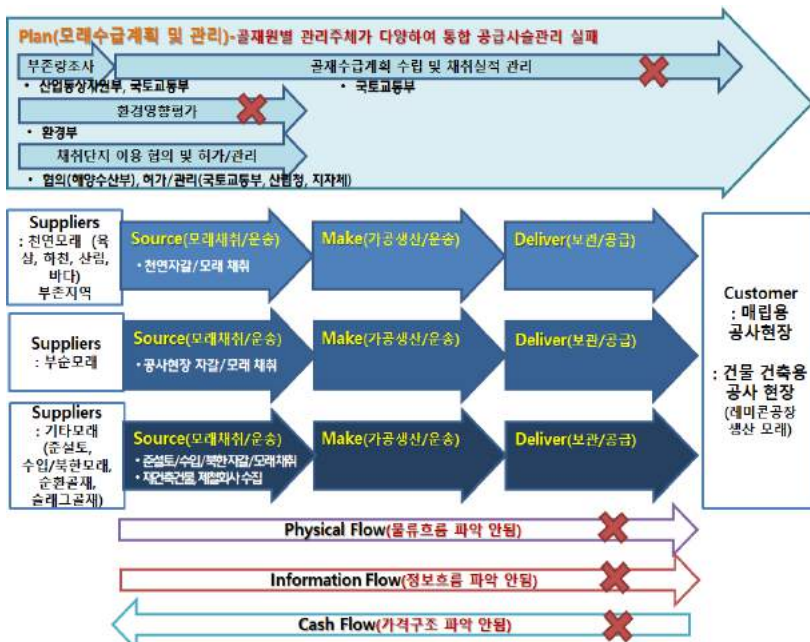 Plan(모래수급계획 및 관리)-골재원별 관리주체가 다양하여 통합 공급사슬관리 실패
부존량조사
골재수급계획 수립 및 채취실적 관리
• 산업통상자원부, 국토교통부
• 국토교통부
환경영향평가
• 환경부
채취단지 이용 협의 및 허가/관리
• 협의(해양수산부), 허가/관리(국토교통부, 산림청, 지자체)
Suppliers
: 천연모래 (육
상, 하천, 산림,
바다)
부존지역
Source(모래채취/운송)
• 천연자갈/모래 채취
Make(가공생산/운송)
Deliver(보관/공급)
Suppliers
: 부순모래
Source(모래채취/운송)
• 공사현장 자갈/모래 채취
Make(가공생산/운송)
Deliver(보관/공급)
Suppliers
: 기타모래
(준설토,
수입/북한모래,
순환골재,
슬래그골재)
Source(모래채취/운송)
• 준설토/수입/북한자갈/모래채취
• 재건축건물, 제철회사 수집
Make(가공생산/운송)
Deliver(보관/공급)
Customer
: 매립용
공사현장
: 건물 건축용
공사 현장
(레미콘공장
생산 모래)
Physical Flow(물류흐름 파악 안됨)
Information Flow(정보흐름 파악 안됨)
Cash Flow(가격구조 파악 안됨)